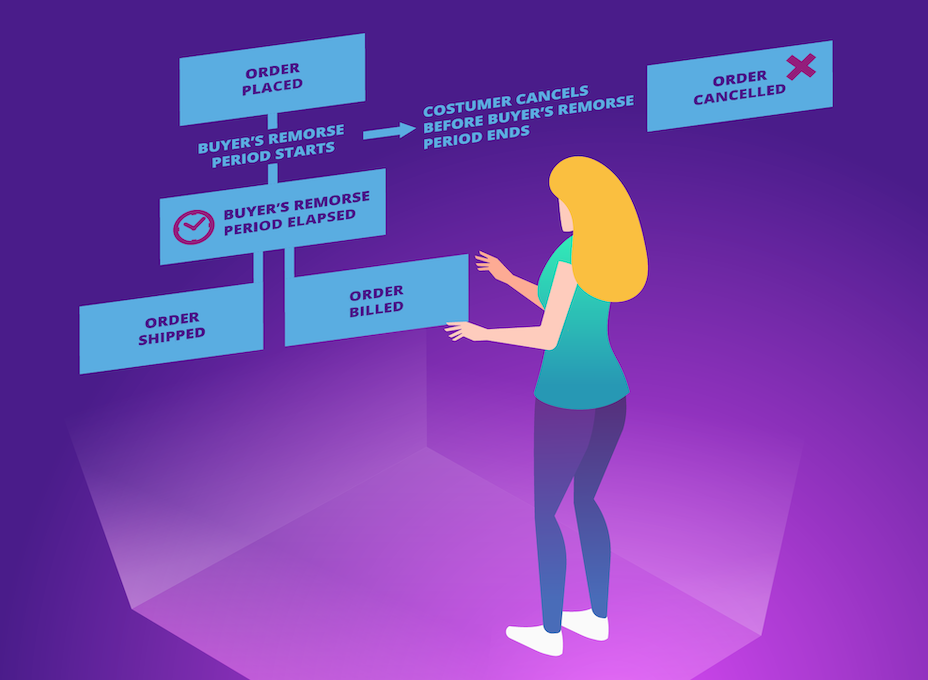 ORDER
PLACED
BUYER'S REMORSE
PERIOD STARTS
COSTUMER CANCELS
BEFORE BUYER'S REMORSE
PERIOD ENDS
ORDER
CANCELLED
BUYER'S REMORSE
PERIOD ELAPSED
ORDER
SHIPPED
ORDER
BILLED